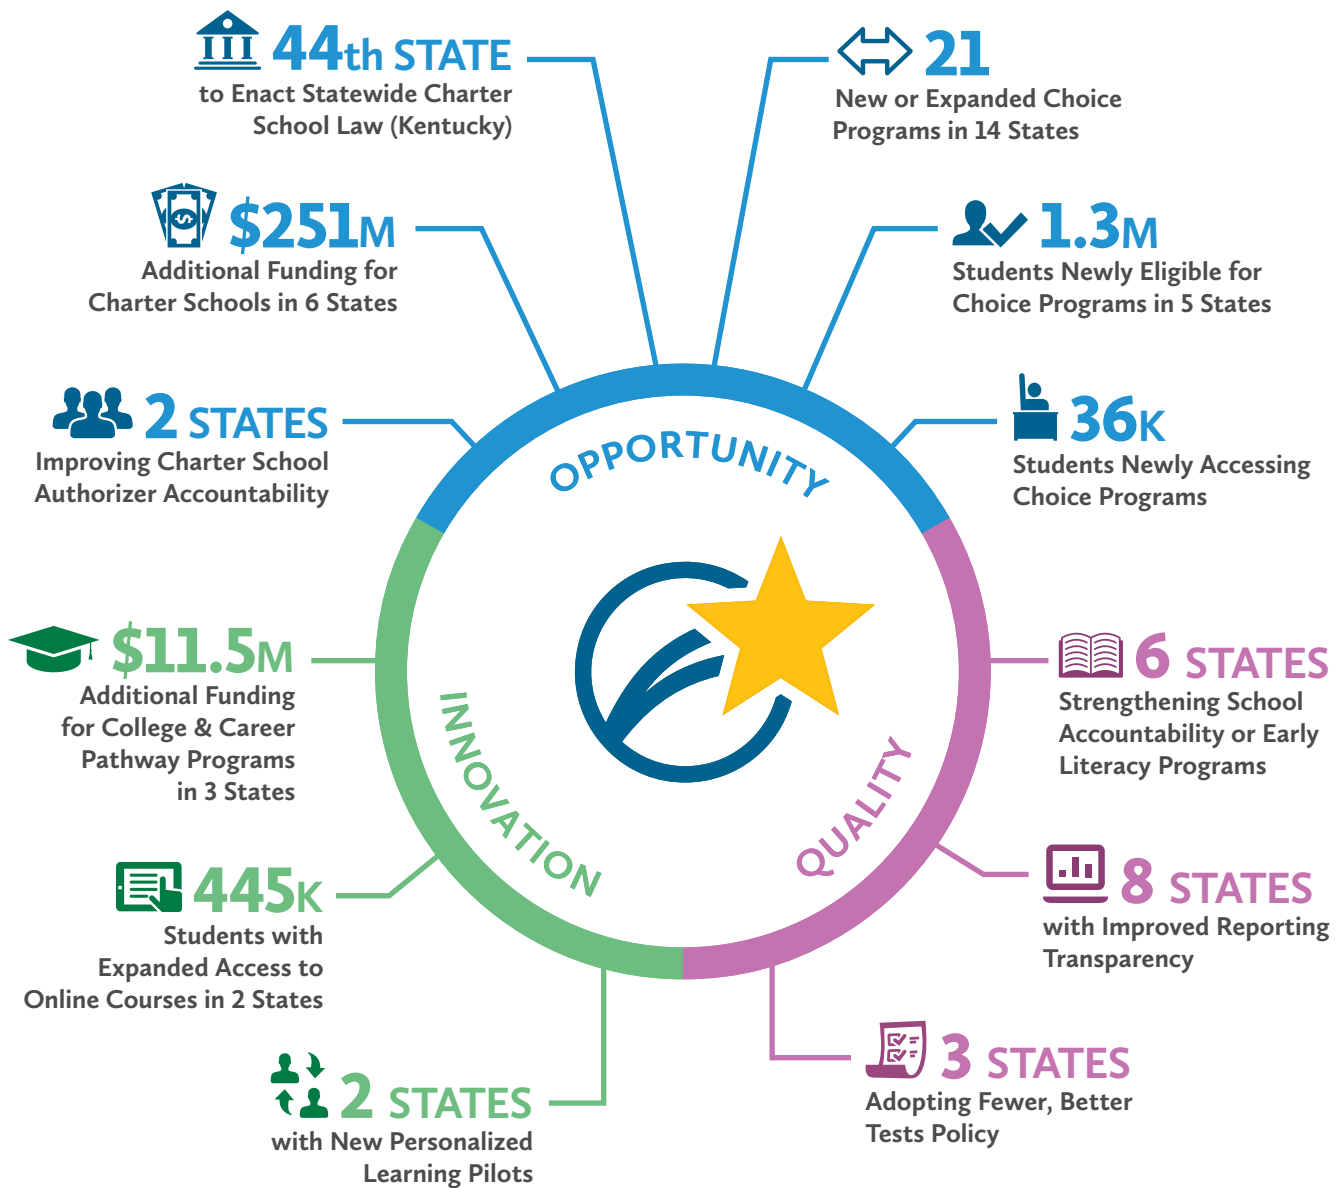 44th STATE
to Enact Statewide Charter
School Law (Kentucky)
21
New or Expanded Choice
Programs in 14 States
$251M
Additional Funding for
Charter Schools in 6 States
1.3M
Students Newly Eligible for
Choice Programs in 5 States
2 STATES
Improving Charter School
Authorizer Accountability
36K
Students Newly Accessing
Choice Programs
OPPORTUNITY
$11.5M
Additional Funding
for College & Career
Pathway Programs
in 3 States
INNOVATION
QUALITY
6 STATES
Strengthening School
Accountability or Early
Literacy Programs
445K
Students with
Expanded Access to
Online Courses in 2 States
8 STATES
with Improved Reporting
Transparency
2 STATES
with New Personalized
Learning Pilots
3 STATES
Adopting Fewer, Better
Tests Policy